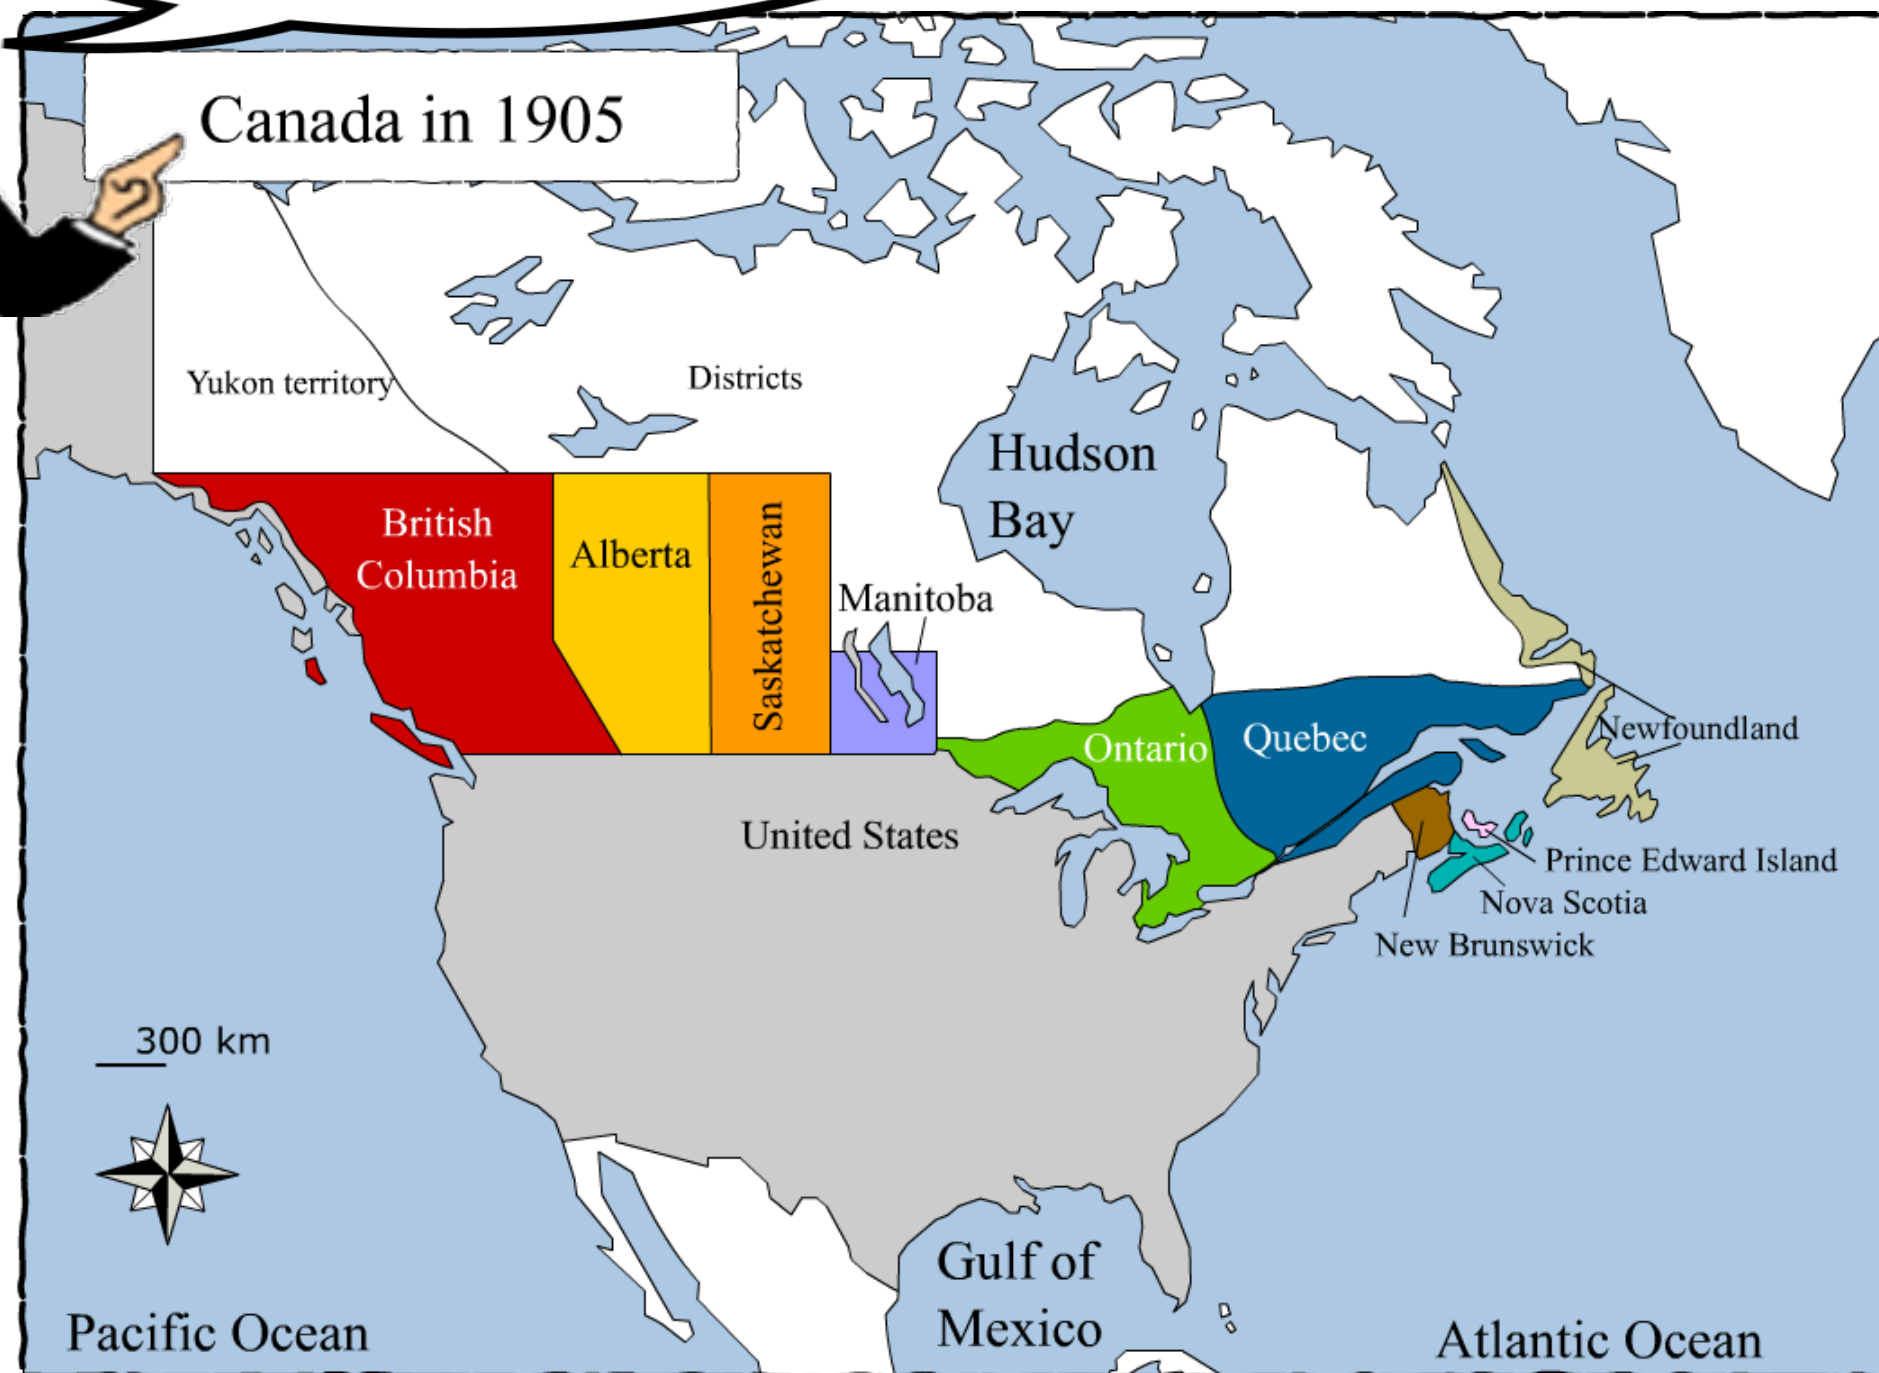 Canada in 1905
Yukon territory
Districts
Hudson
Bay
British
Columbia
Alberta
Saskatchewan
Manitoba
Ontario
Quebec
Newfoundland
United States
Prince Edward Island
Nova Scotia
New Brunswick
300 km
Gulf of
Mexico
Pacific Ocean
Atlantic Ocean